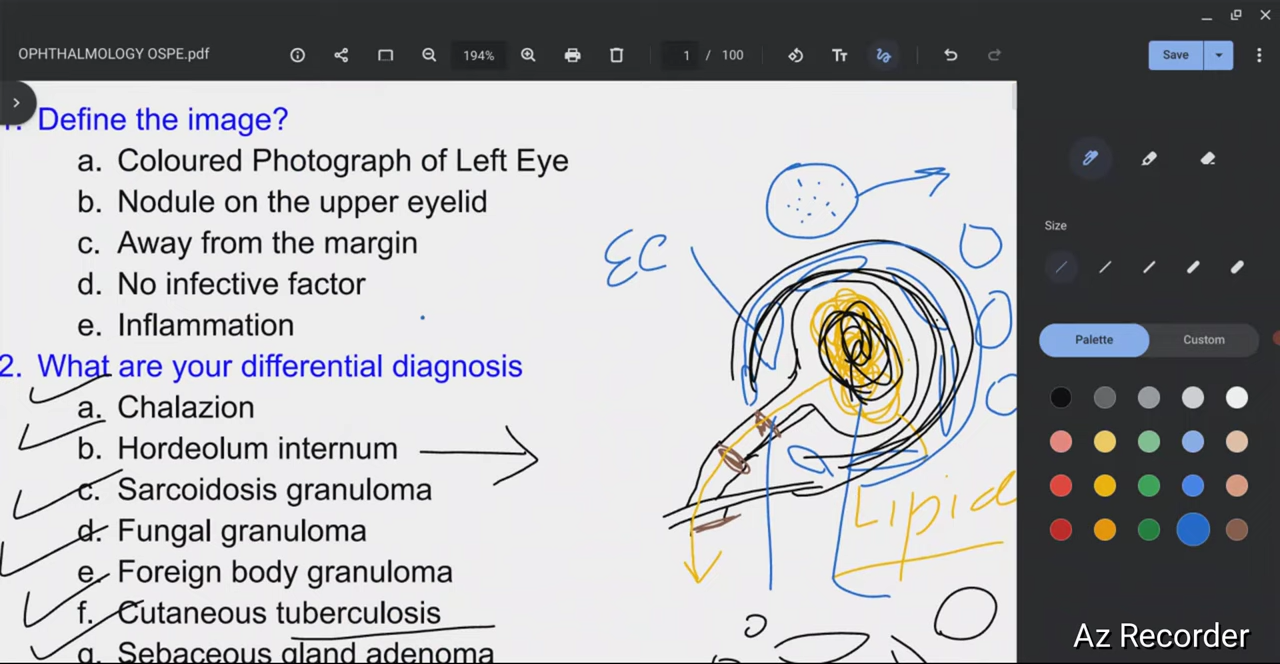 OPHTHALMOLOGY OSPE.pdf
194%
1 / 100
Tт
Save
1. Define the image?
a. Coloured Photograph of Left Eye
b. Nodule on the upper eyelid
c. Away from the margin
d. No infective factor
e. Inflammation
2. What are your differential diagnosis
a. Chalazion
b. Hordeolum internum
c. Sarcoidosis granuloma
d. Fungal granuloma
e. Foreign body granuloma
f. Cutaneous tuberculosis
g. Sebaceous gland adenoma
EC
Lipid
Size
Palette
Custom
Az Recorder